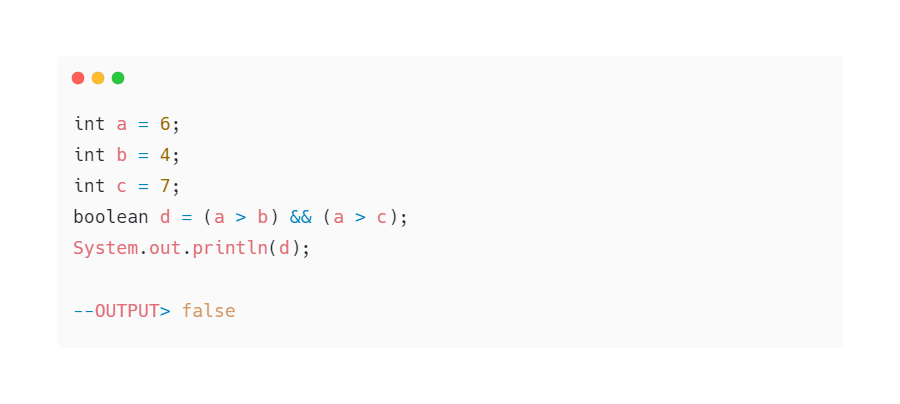 int a = 6;
int b = 4;
int c = 7;
boolean d = (a > b) && (a > c);
System.out.println(d);
--OUTPUT> false